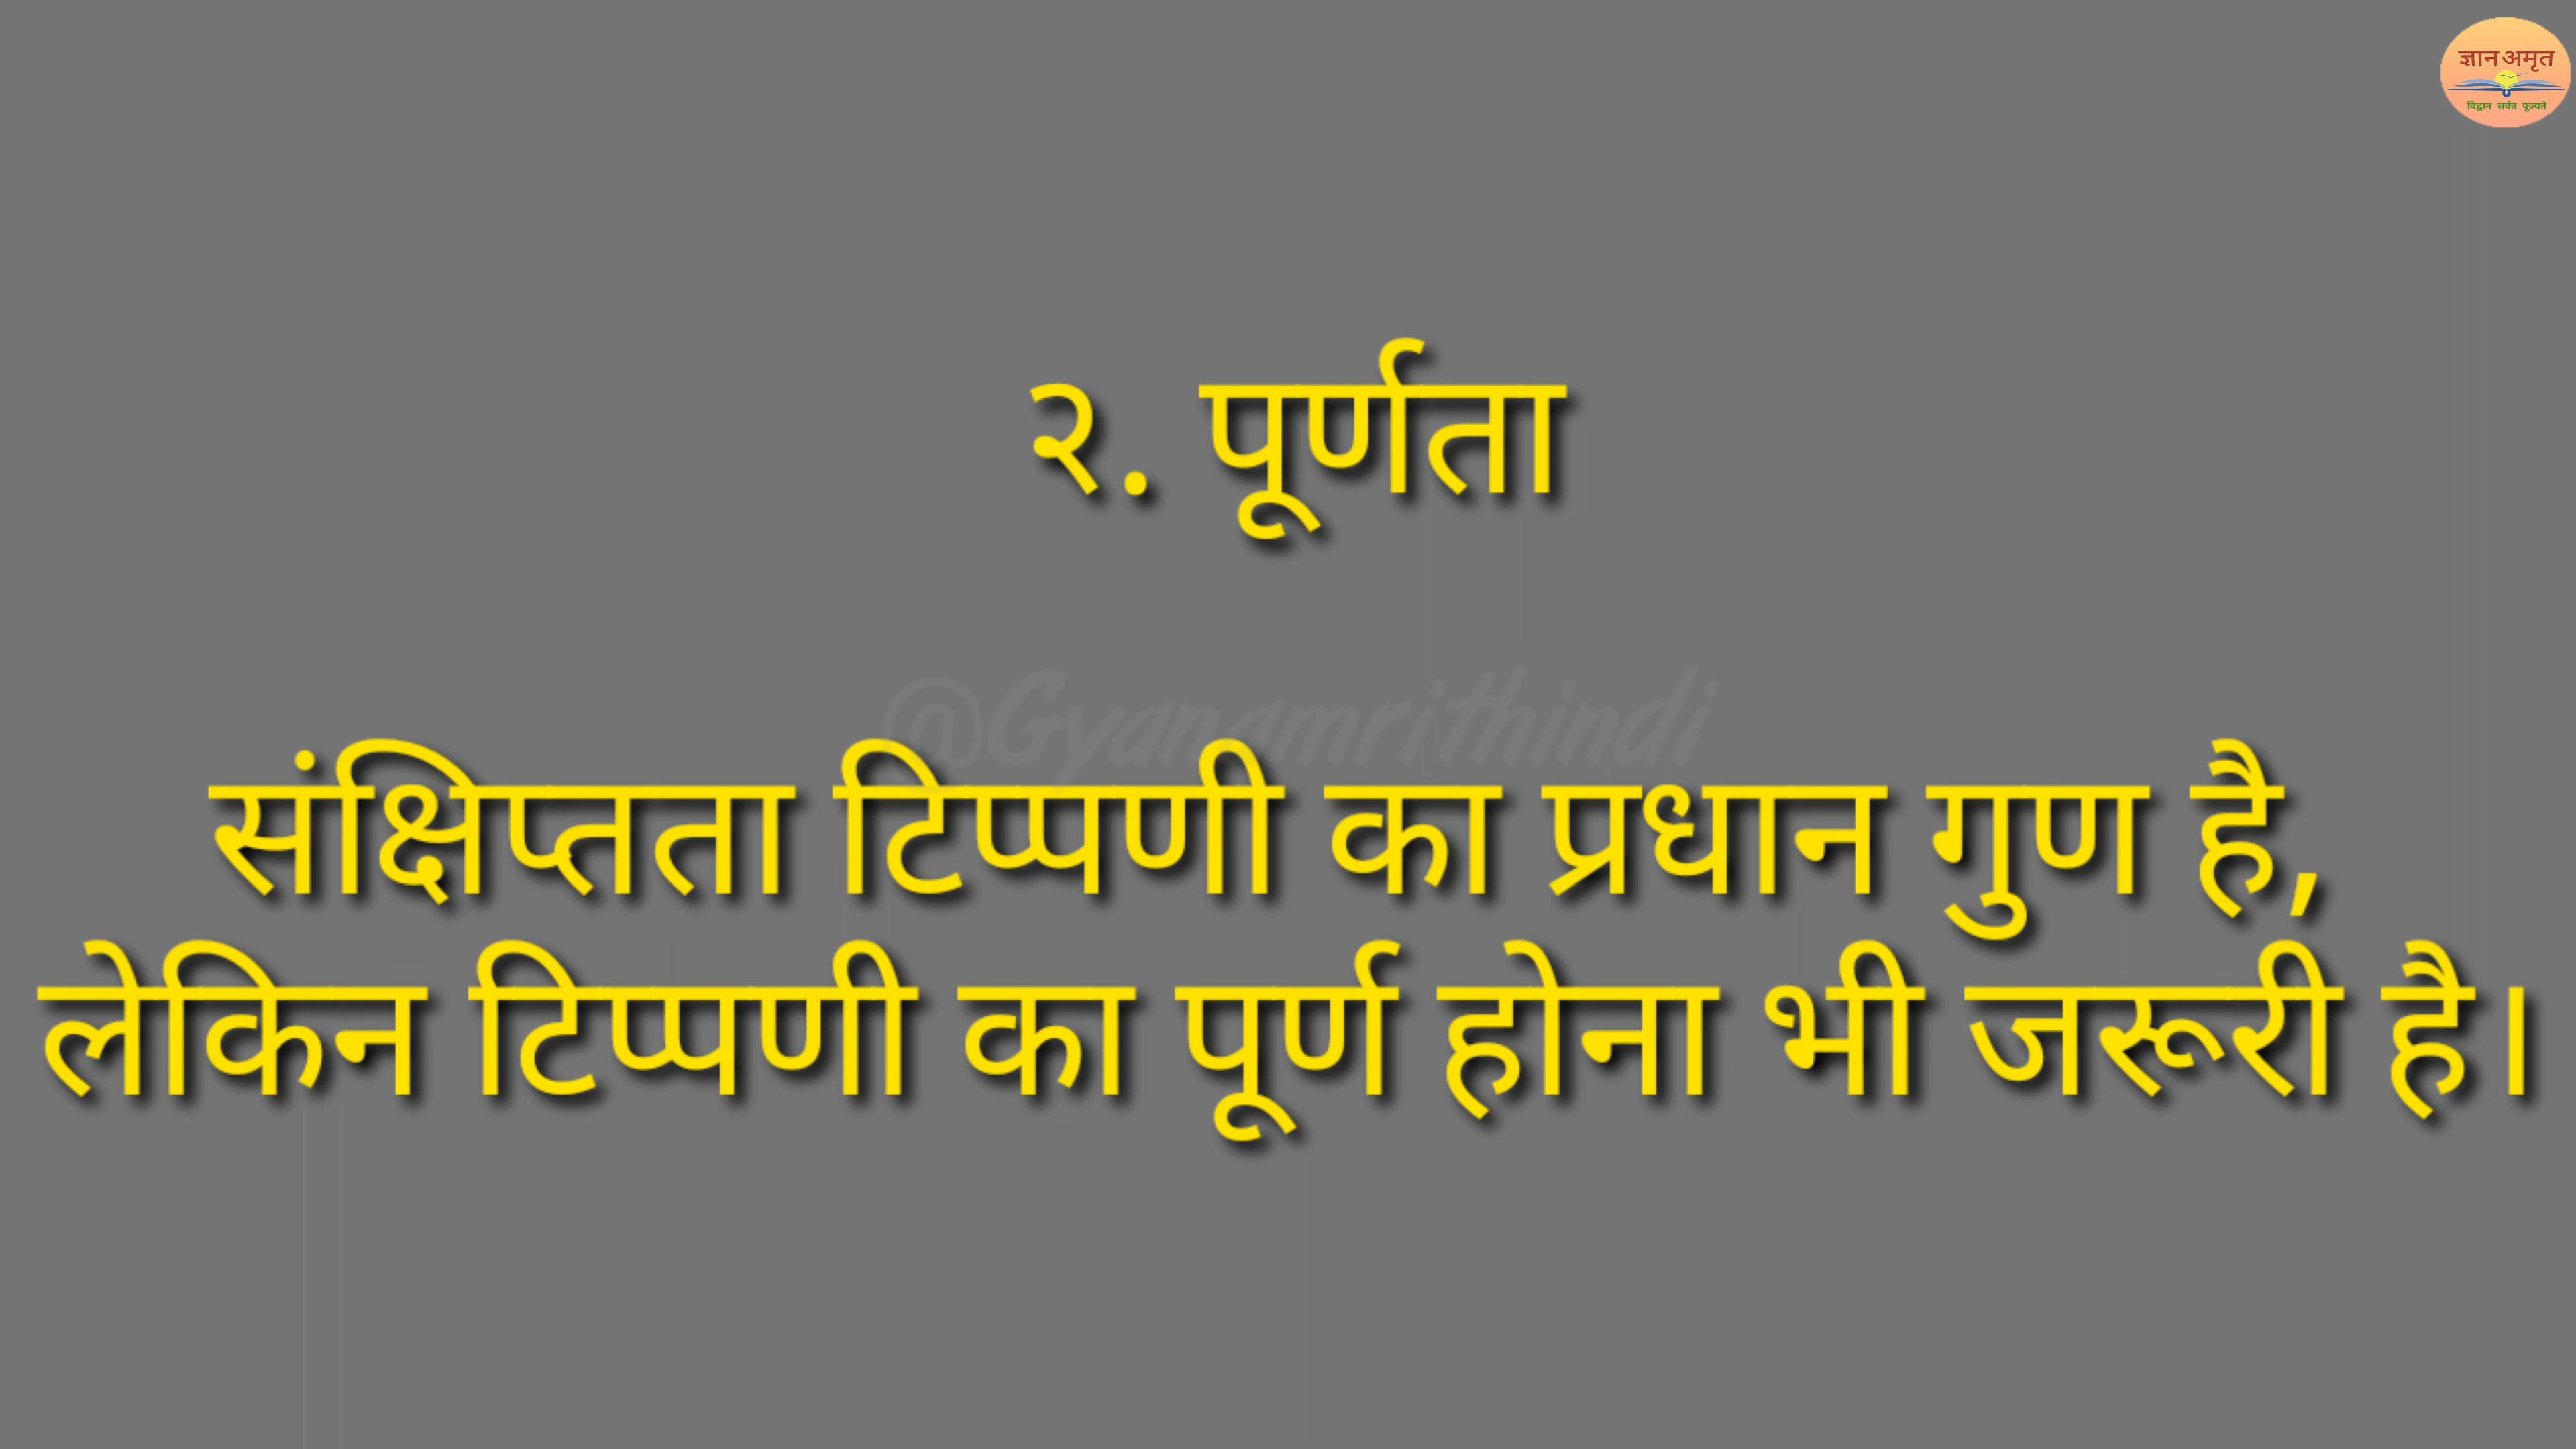 ज्ञान अमृत
विद्वान सर्वत्र पूज्यते
२. पूर्णता
@Gyanamrithindi
संक्षिप्तता टिप्पणी का प्रधान गुण है,
लेकिन टिप्पणी का पूर्ण होना भी जरूरी है।